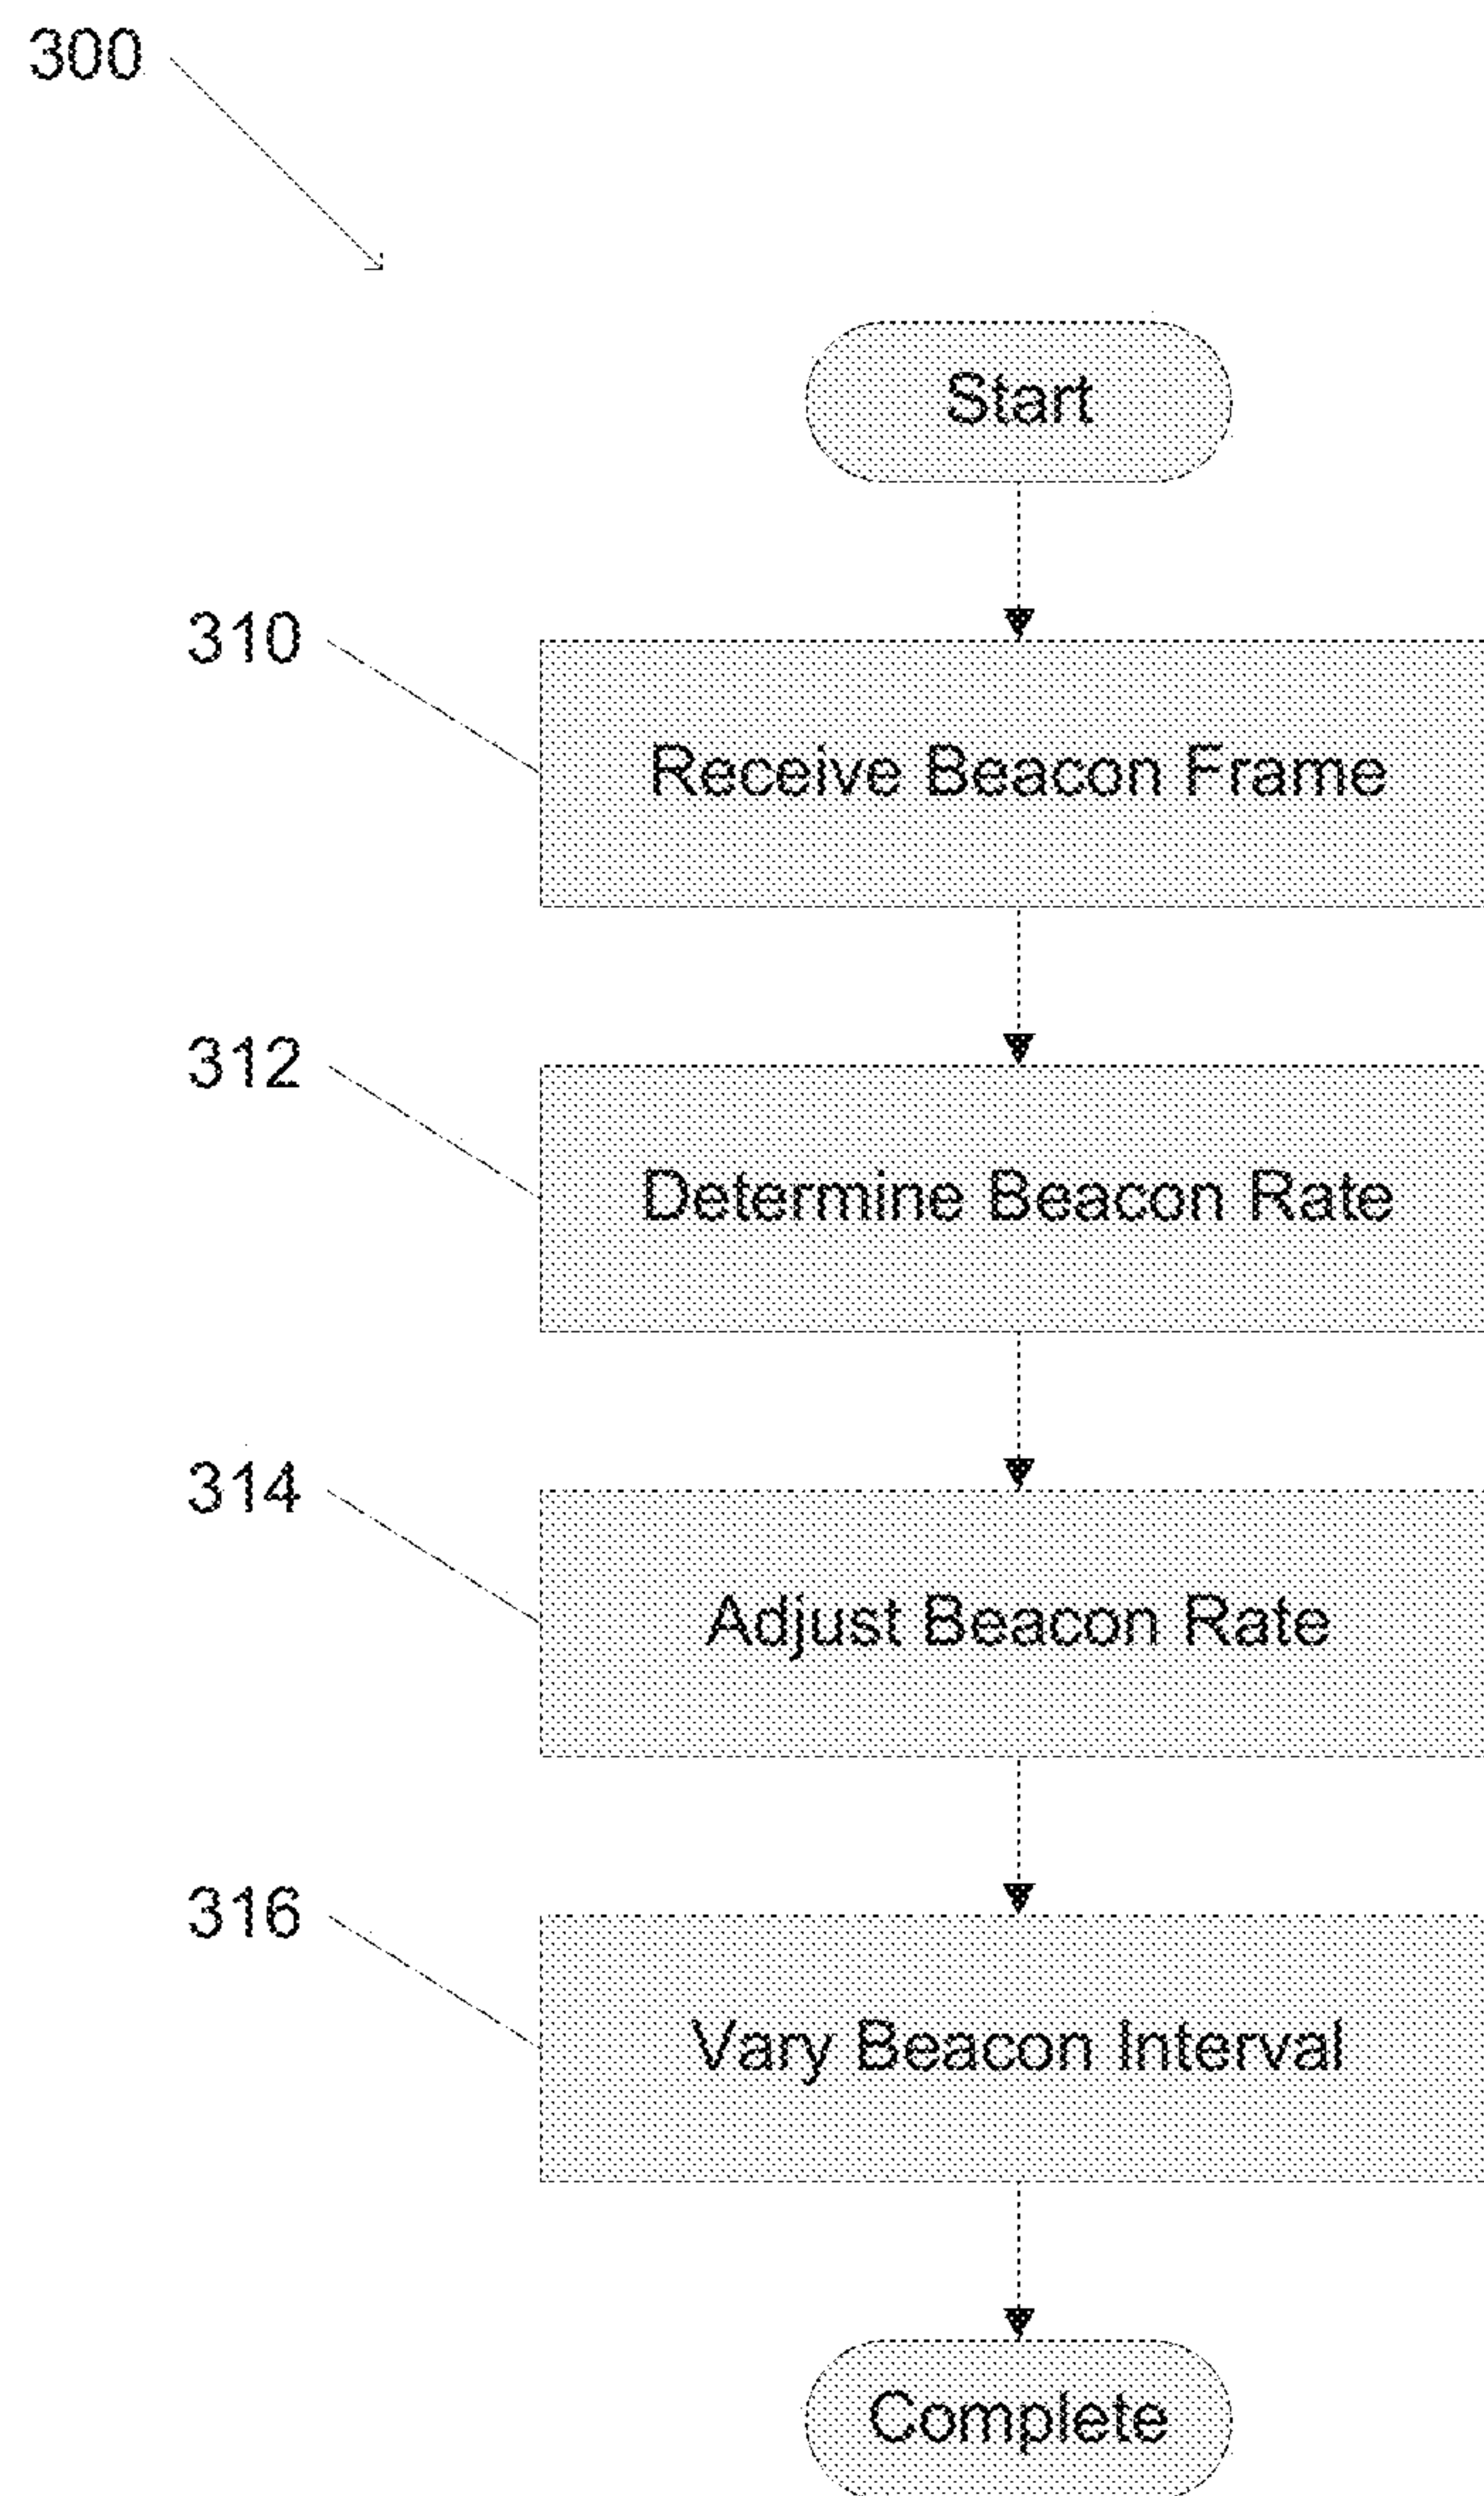 300
Start
310
Receive Beacon Frame
312
Determine Beacon Rate
314
Adjust Beacon Rate
316
Vary Beacon Interval
Complete